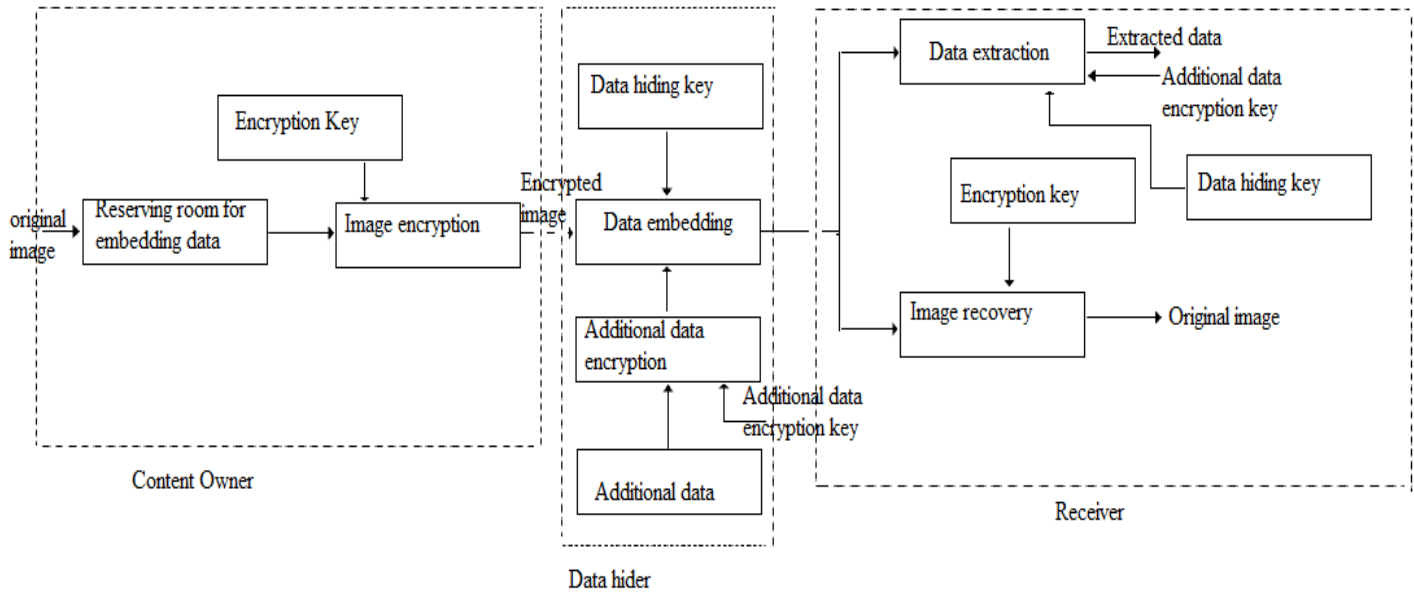 original
image
Reserving room for
embedding data
Encryption Key
Image encryption
Content Owner
Encrypted
image
Data hiding key
Data embedding
Additional data
encryption
Additional data
encryption key
Additional data
Data hider
Data extraction
Extracted data
Additional data
encryption key
Data hiding key
Encryption key
Image recovery
Original image
Receiver